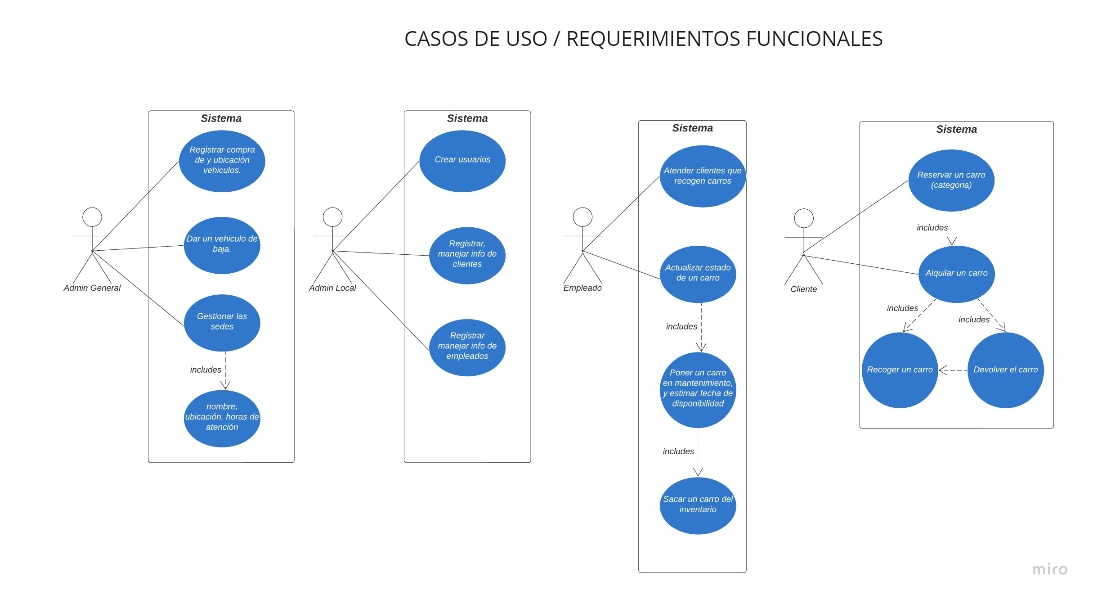 CASOS DE USO / REQUERIMIENTOS FUNCIONALES
Sistema
Registrar compra
de y ubicación
vehiculos.
Dar un vehiculo de
baja.
Gestionar las
sedes
includes
nombre,
ubicación, horas de
atención
Admin General
Sistema
Crear usuarios
Registrar,
manejar info de
clientes
Registrar
manejar info de
empleados
Admin Local
Sistema
Atender clientes que
recogen carros
Actualizar estado
de un carro
includes
Poner un carro
en mantenimiento,
y estimar fecha de
disponibilidad
includes
Sacar un carro del
inventario
Empleado
Sistema
Reservar un carro
(categoria)
includes
Alquilar un carro
includes
includes
Recoger un carro
Devolver el carro
Cliente
miro